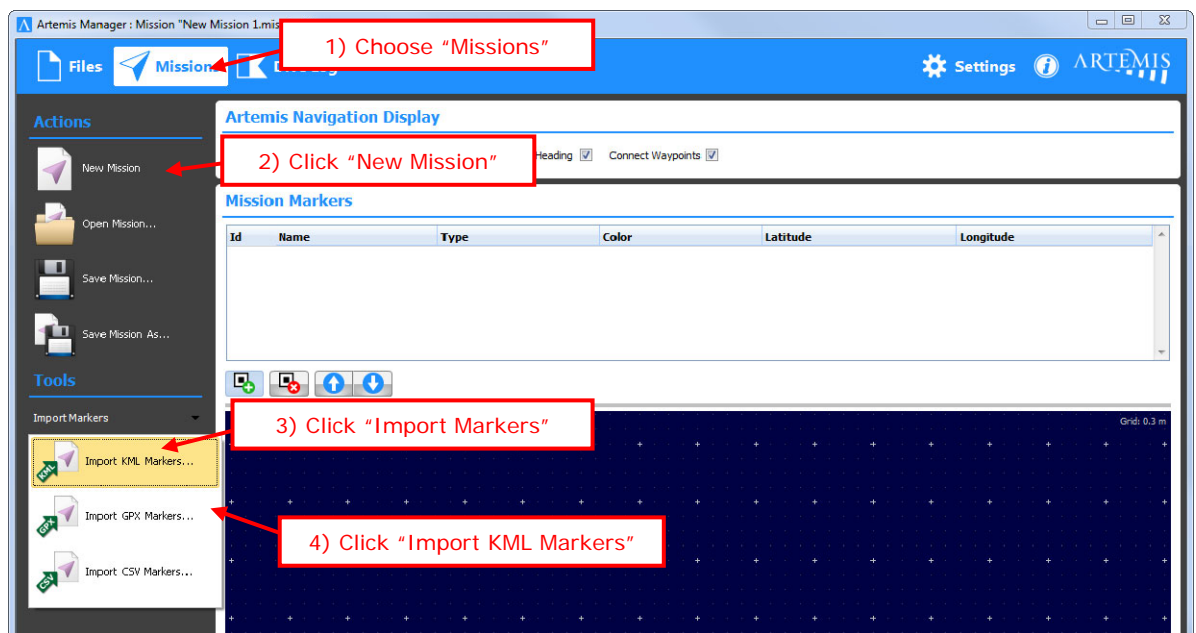 Artemis Manager : Mission "New Mission 1.mis
1) Choose “Missions”
Files
Mission
Settings
ARTEMIS
Actions
Artemis Navigation Display
New Mission
2) Click “New Mission”
Heading
Connect Waypoints
Mission Markers
Open Mission...
Id Name Type Color Latitude Longitude
Save Mission...
Save Mission As...
Tools
Import Markers
3) Click “Import Markers”
Grid: 0.3 m
KML
Import KML Markers...
GPX
Import GPX Markers...
4) Click “Import KML Markers”
CSV
Import CSV Markers...